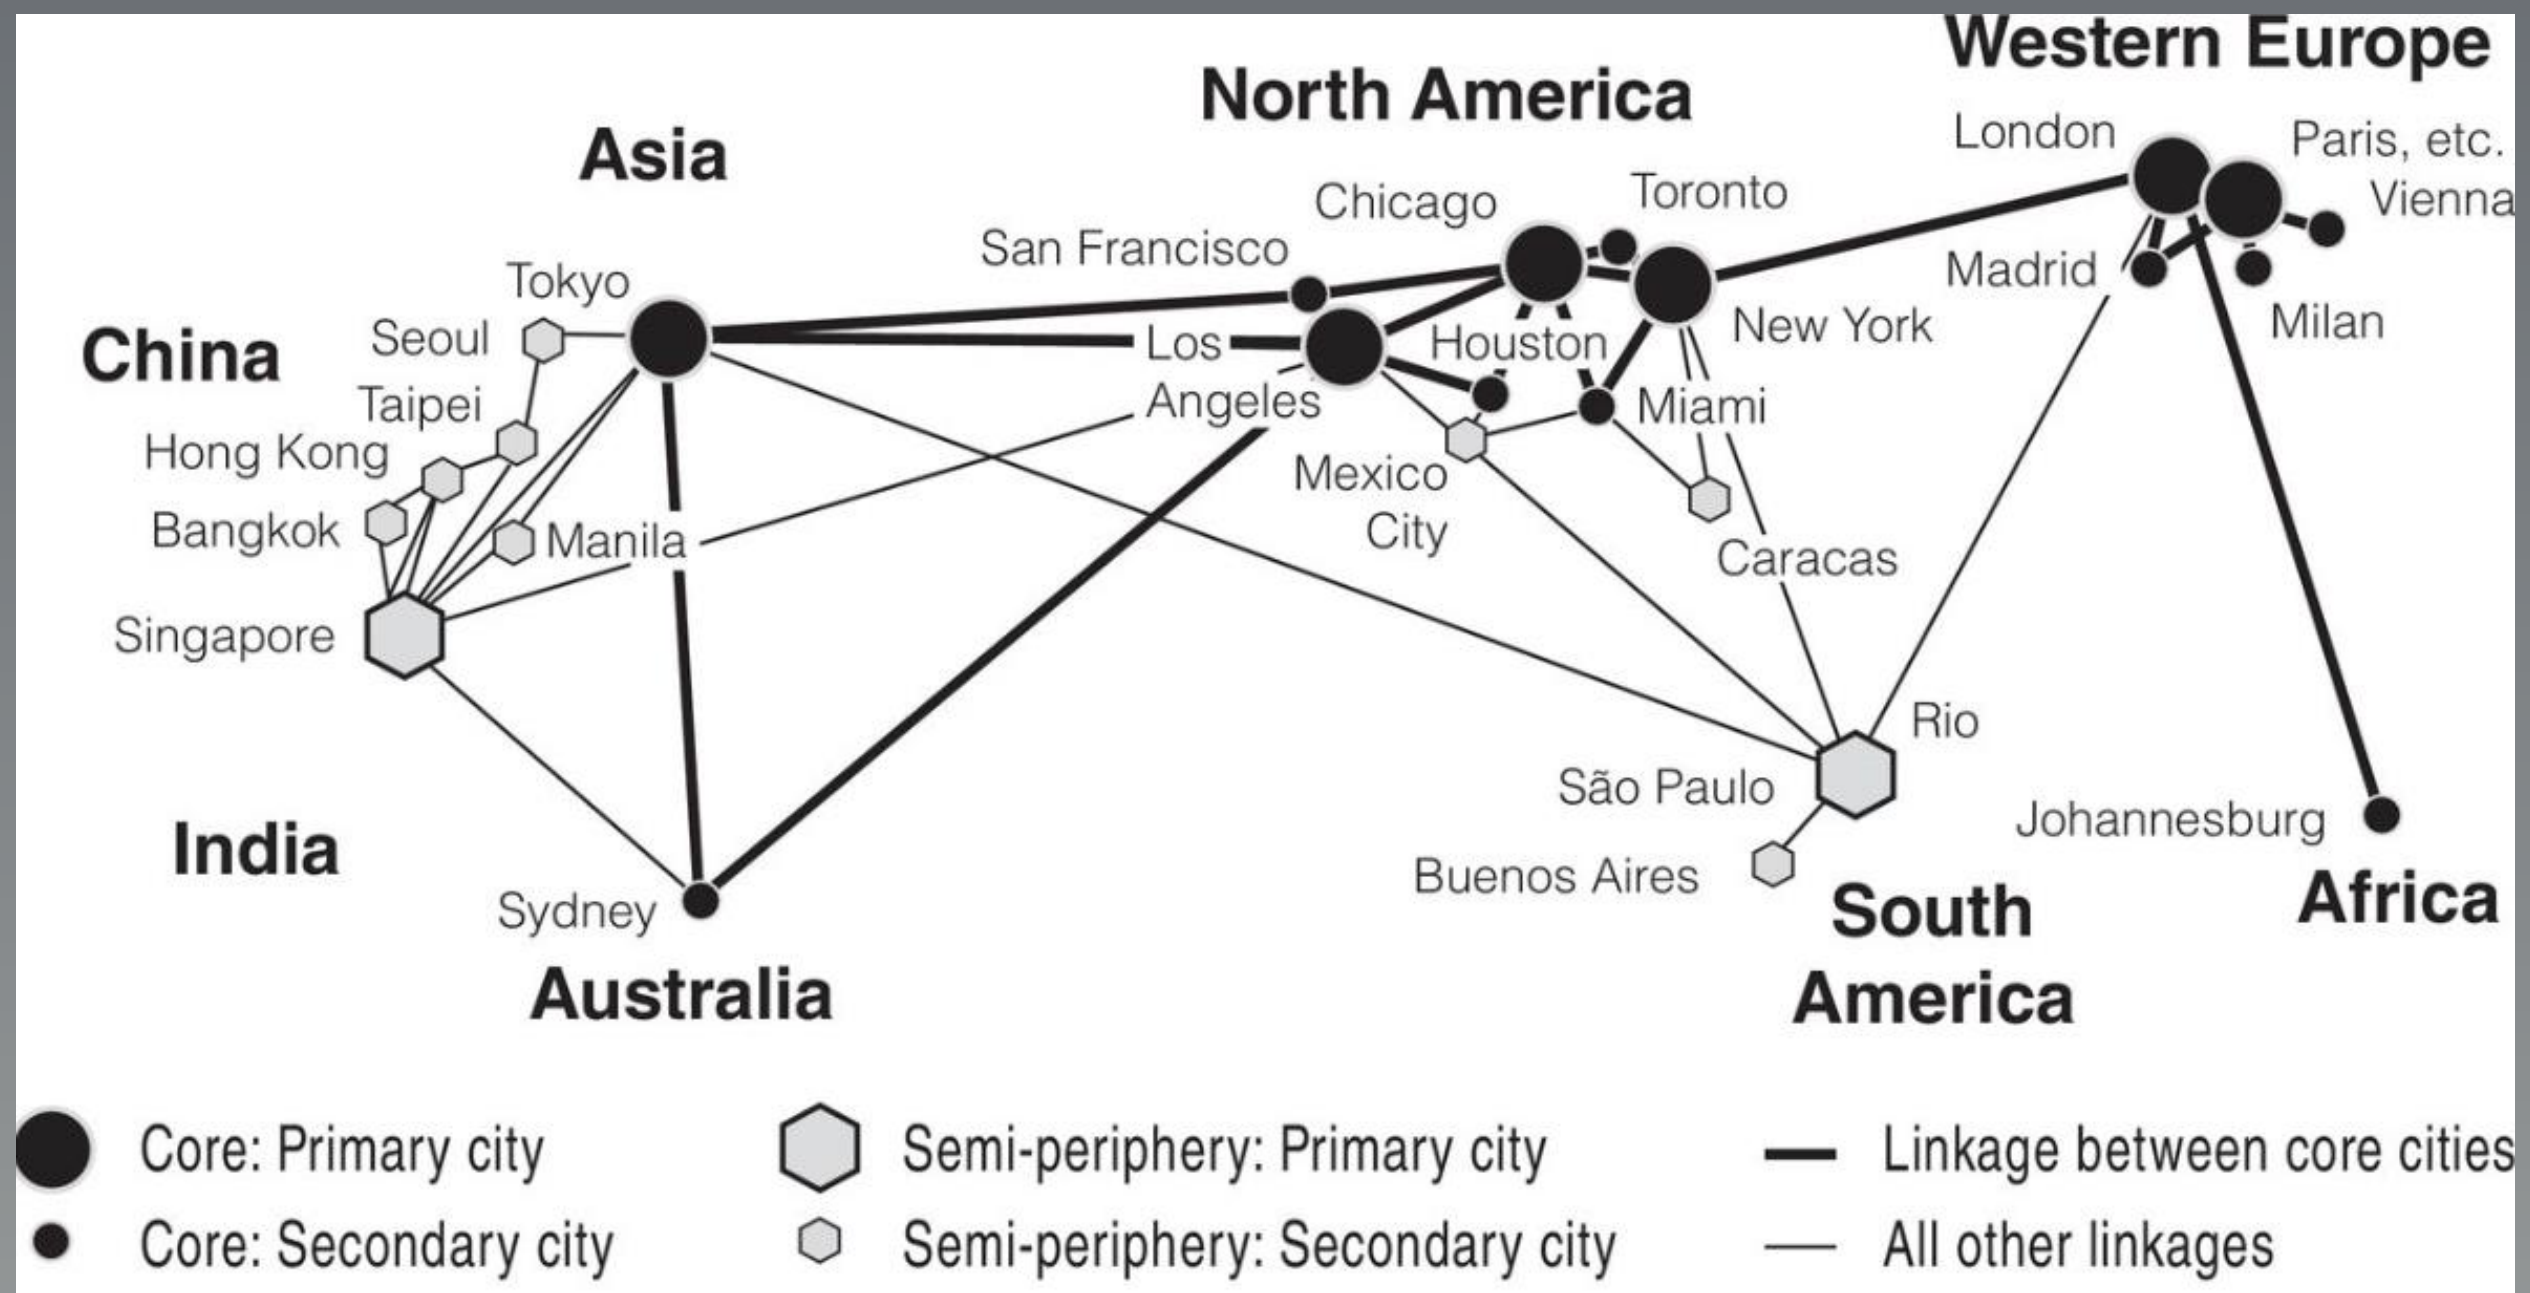 Western Europe
North America
Asia
London
Paris, etc.
Vienna
Chicago
Toronto
San Francisco
Tokyo
Madrid
China
Seoul
Los
Angeles
Houston
New York
Milan
Taipei
Miami
Hong Kong
Mexico
City
Bangkok
Manila
Caracas
Singapore
Rio
São Paulo
Johannesburg
India
Buenos Aires
Sydney
South
America
Africa
Australia
Core: Primary city
Semi-periphery: Primary city
Linkage between core cities
Core: Secondary city
Semi-periphery: Secondary city
All other linkages